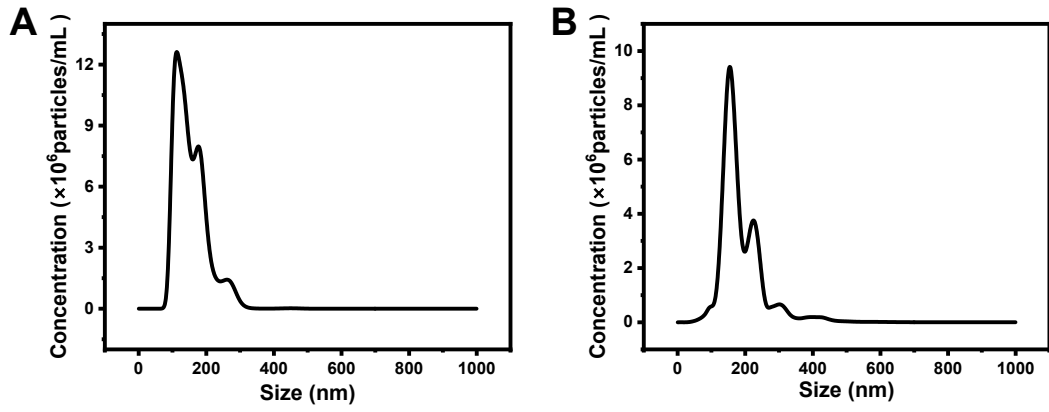 A
Concentration (×10⁶particles/mL)
12
9
6
3
0
0 200 400 600 800 1000
Size (nm)
B
Concentration (×10⁶particles/mL )
10
8
6
4
2
0
0 200 400 600 800 1000
Size (nm)